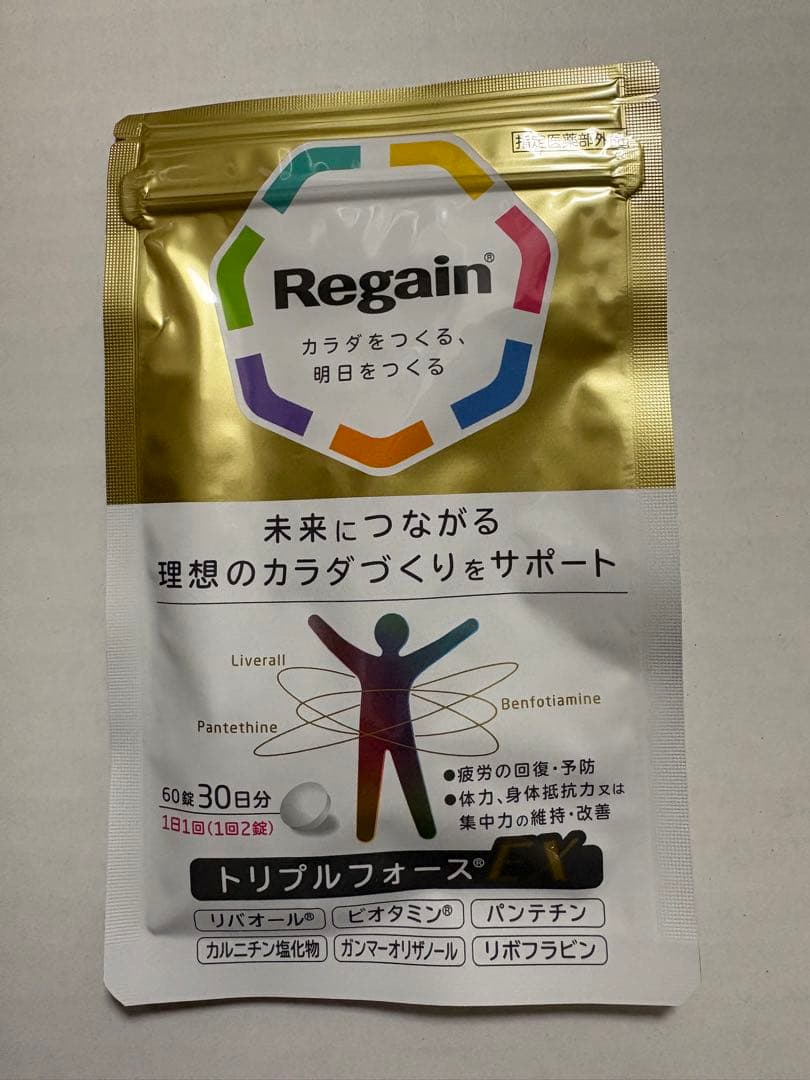 指定医薬部外品
Regain®
カラダをつくる、
明日をつくる
未来につながる
理想のカラダづくりをサポート
Liverall
Benfotiamine
Pantethine
60錠30日分
1日1回(1回2錠)
●疲労の回復・予防
●体力、身体抵抗力又は
集中力の維持・改善
トリプルフォース® EX
リバオール® ビオタミン® パンテチン
カルニチン塩化物 ガンマーオリザノール リボフラビン